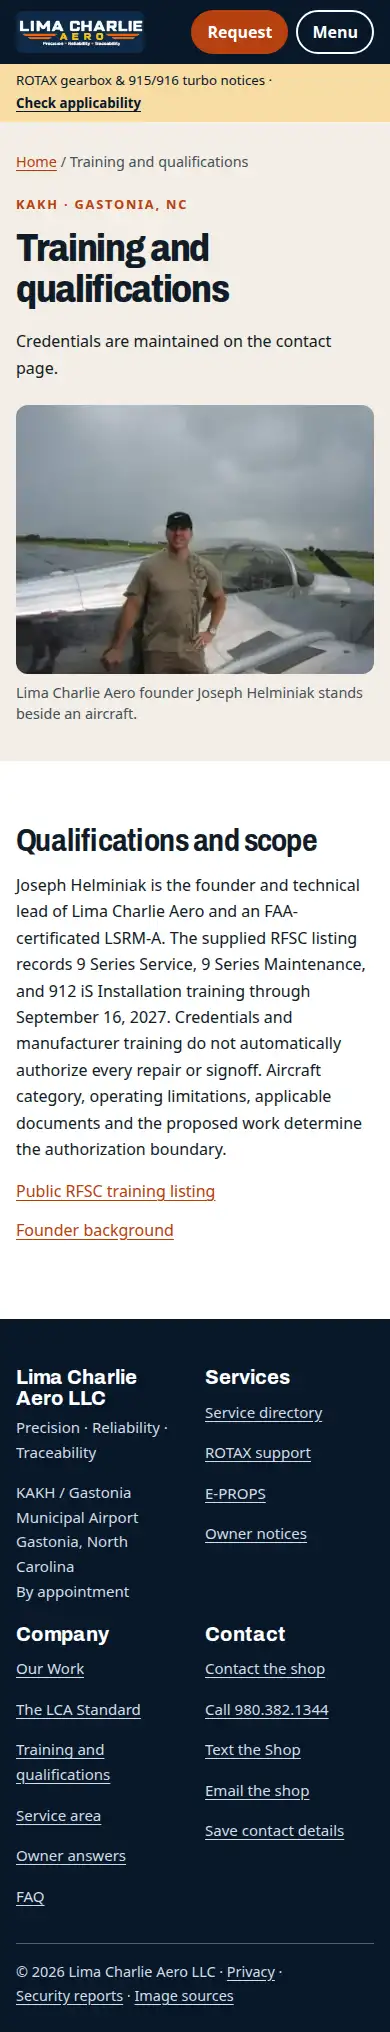 LIMA CHARLIE
AERO
Precision • Reliability • Traceability
Request
Menu
ROTAX gearbox & 915/916 turbo notices ·
Check applicability
Home / Training and qualifications
KAKH · GASTONIA, NC
Training and
qualifications
Credentials are maintained on the contact
page.
Lima Charlie Aero founder Joseph Helminiak stands
beside an aircraft.
Qualifications and scope
Joseph Helminiak is the founder and technical
lead of Lima Charlie Aero and an FAA-
certificated LSRM-A. The supplied RFSC listing
records 9 Series Service, 9 Series Maintenance,
and 912 iS Installation training through
September 16, 2027. Credentials and
manufacturer training do not automatically
authorize every repair or signoff. Aircraft
category, operating limitations, applicable
documents and the proposed work determine
the authorization boundary.
Public RFSC training listing
Founder background
Lima Charlie
Aero LLC
Precision · Reliability ·
Traceability
KAKH / Gastonia
Municipal Airport
Gastonia, North
Carolina
By appointment
Services
Service directory
ROTAX support
E-PROPS
Owner notices
Company
Our Work
The LCA Standard
Training and
qualifications
Service area
Owner answers
FAQ
Contact
Contact the shop
Call 980.382.1344
Text the Shop
Email the shop
Save contact details
© 2026 Lima Charlie Aero LLC · Privacy ·
Security reports · Image sources